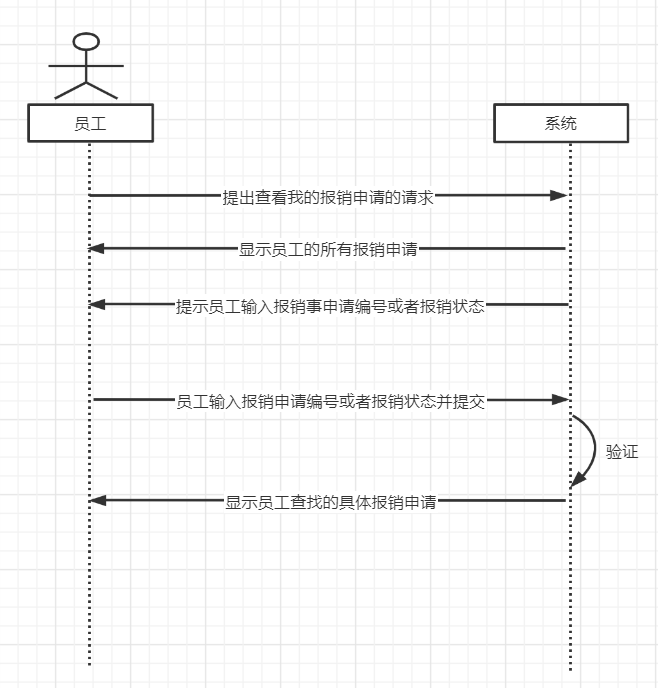 员工
系统
提出查看我的报销申请的请求
显示员工的所有报销申请
提示员工输入报销事申请编号或者报销状态
员工输入报销申请编号或者报销状态并提交
验证
显示员工查找的具体报销申请